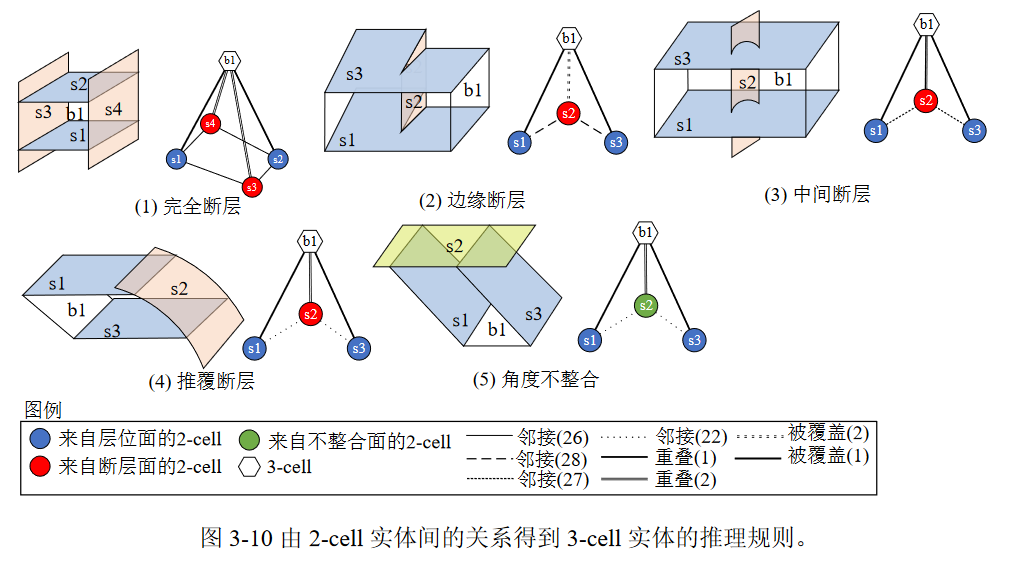 s2
s3
b1
s4
s1
b1
s4
s1
s2
s3
(1) 完全断层
s3
b1
s2
s1
b1
s2
s1
s3
(2) 边缘断层
s3
s2
b1
s1
b1
s2
s1
s3
(3) 中间断层
s1
s2
b1
s3
b1
s2
s1
s3
(4) 推覆断层
s2
s1
b1
s3
b1
s2
s1
s3
(5) 角度不整合
图例
来自层位面的2-cell
来自不整合面的2-cell
来自断层面的2-cell
3-cell
邻接(26)
邻接(22)
被覆盖(2)
邻接(28)
重叠(1)
被覆盖(1)
邻接(27)
重叠(2)
图 3-10 由 2-cell 实体间的关系得到 3-cell 实体的推理规则。